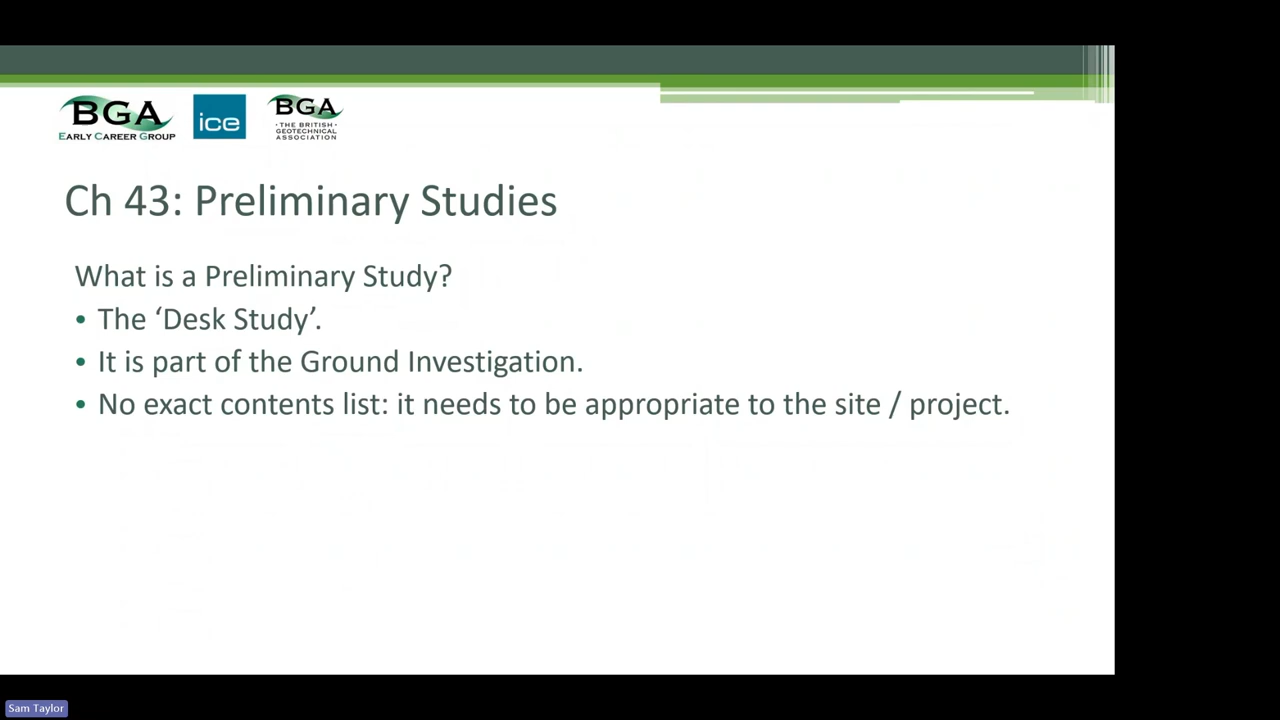 BGA
EARLY CAREER GROUP
ice
BGA
· THE BRITISH ·
GEOTECHNICAL
ASSOCIATION
Ch 43: Preliminary Studies
What is a Preliminary Study?
• The ‘Desk Study’.
• It is part of the Ground Investigation.
• No exact contents list: it needs to be appropriate to the site / project.
Sam Taylor